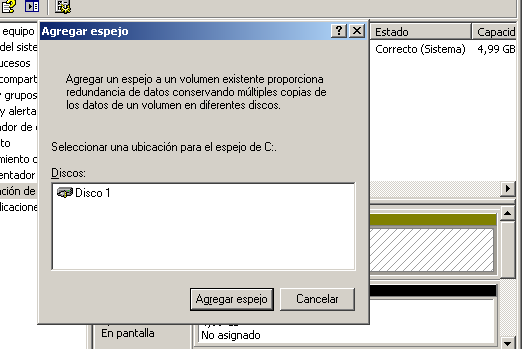 Agregar espejo
Agregar un espejo a un volumen existente proporciona
redundancia de datos conservando múltiples copias de
los datos de un volumen en diferentes discos.
Seleccionar una ubicación para el espejo de C:.
Discos:
Disco 1
Agregar espejo
Cancelar
equipo
del siste
ucesos
compart
y grupos
y alerta
ador de
to
miento
entador
ción de
licacione
Estado
Capacid
Correcto (Sistema)
4,99 GB
En pantalla
No asignado